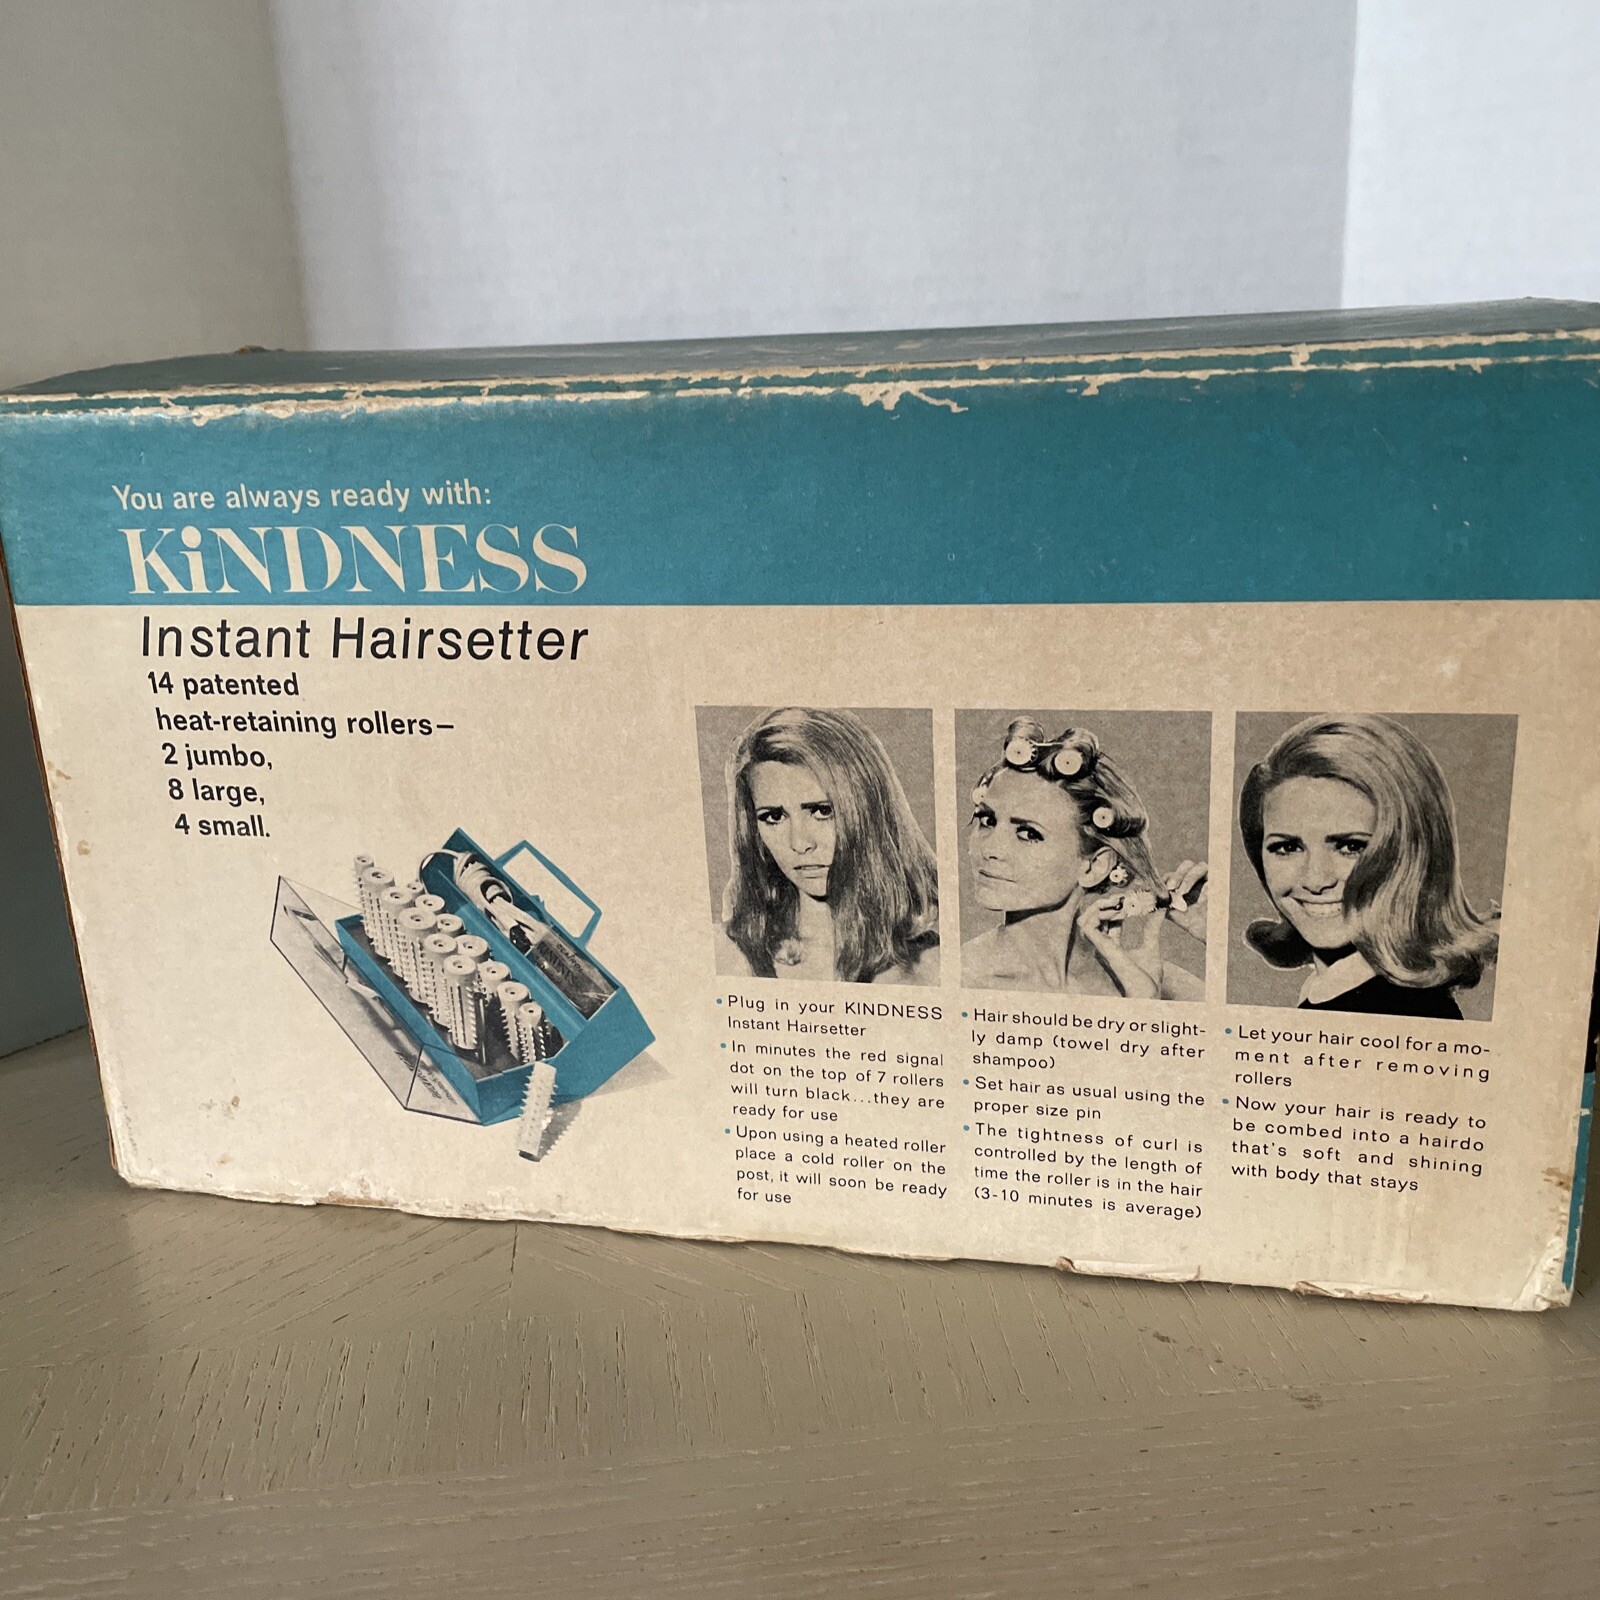 You are always ready with:
KiNDNESS
Instant Hairsetter
14 patented
heat-retaining rollers—
2 jumbo,
8 large,
4 small.
• Plug in your KINDNESS
Instant Hairsetter
• In minutes the red signal
dot on the top of 7 rollers
will turn black...they are
ready for use
• Upon using a heated roller
place a cold roller on the
post, it will soon be ready
for use
• Hair should be dry or slight-
ly damp (towel dry after
shampoo)
• Set hair as usual using the
proper size pin
• The tightness of curl is
controlled by the length of
time the roller is in the hair
(3-10 minutes is average)
• Let your hair cool for a mo-
ment after removing
rollers
• Now your hair is ready to
be combed into a hairdo
that's soft and shining
with body that stays